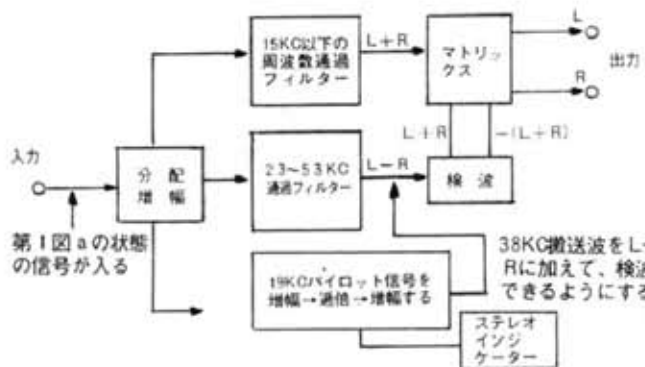 15KC以下の
周波数通過
フィルター
L+R
マトリッ
クス
L
R
出力
L+R
-(L+R)
入力
分配
増幅
23~53KC
通過フィルター
L-R
検波
第1図aの状態
の信号が入る
19KCパイロット信号を
増幅→逓倍→増幅する
38KC搬送波をL-
Rに加えて、検波
できるようにする
ステレオ
インジ
ケーター